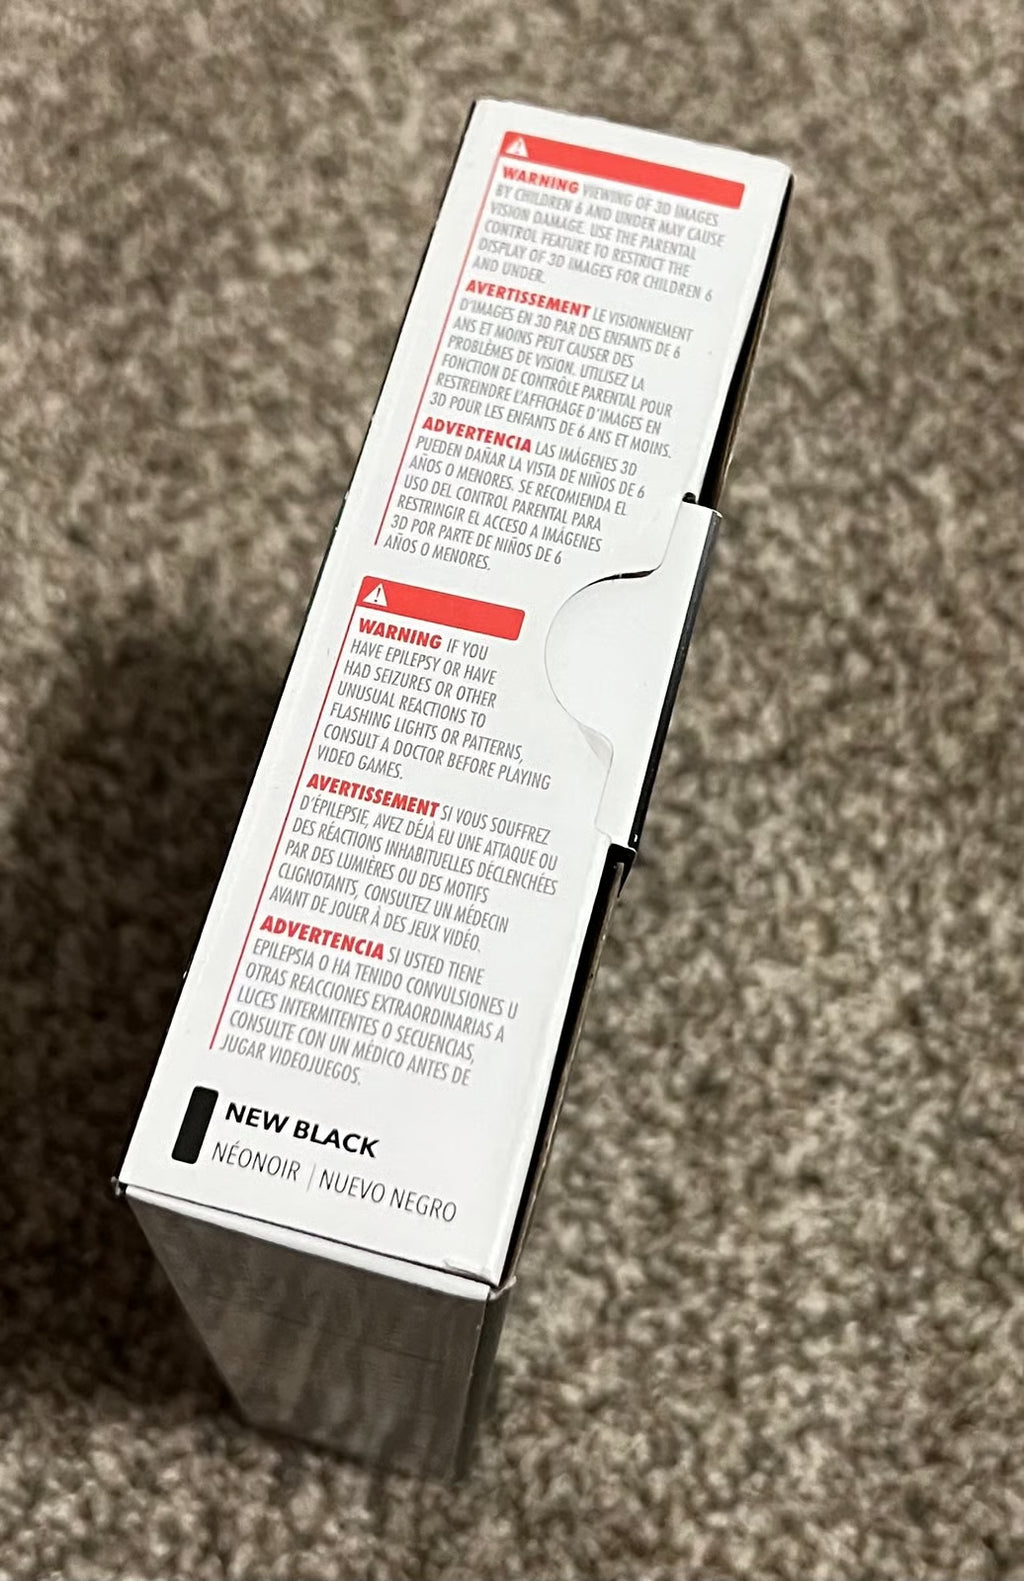 WARNING VIEWING OF 3D IMAGES
BY CHILDREN 6 AND UNDER MAY CAUSE
VISION DAMAGE. USE THE PARENTAL
CONTROL FEATURE TO RESTRICT THE
DISPLAY OF 3D IMAGES FOR CHILDREN 6
AND UNDER.
AVERTISSEMENT LE VISIONNEMENT
D'IMAGES EN 3D PAR DES ENFANTS DE 6
ANS ET MOINS PEUT CAUSER DES
PROBLÈMES DE VISION. UTILISEZ LA
FONCTION DE CONTRÔLE PARENTAL POUR
RESTREINDRE L'AFFICHAGE D'IMAGES EN
3D POUR LES ENFANTS DE 6 ANS ET MOINS.
ADVERTENCIA LAS IMÁGENES 3D
PUEDEN DAÑAR LA VISTA DE NIÑOS DE 6
AÑOS O MENORES. SE RECOMIENDA EL
USO DEL CONTROL PARENTAL PARA
RESTRINGIR EL ACCESO A IMÁGENES
3D POR PARTE DE NIÑOS DE 6
AÑOS O MENORES.
WARNING IF YOU
HAVE EPILEPSY OR HAVE
HAD SEIZURES OR OTHER
UNUSUAL REACTIONS TO
FLASHING LIGHTS OR PATTERNS,
CONSULT A DOCTOR BEFORE PLAYING
VIDEO GAMES.
AVERTISSEMENT SI VOUS SOUFFREZ
D'ÉPILEPSIE, AVEZ DÉJÀ EU UNE ATTAQUE OU
DES RÉACTIONS INHABITUELLES DÉCLENCHÉES
PAR DES LUMIÈRES OU DES MOTIFS
CLIGNOTANTS, CONSULTEZ UN MÉDECIN
AVANT DE JOUER À DES JEUX VIDÉO.
ADVERTENCIA SI USTED TIENE
EPILEPSIA O HA TENIDO CONVULSIONES U
OTRAS REACCIONES EXTRAORDINARIAS A
LUCES INTERMITENTES O SECUENCIAS,
CONSULTE CON UN MÉDICO ANTES DE
JUGAR VIDEOJUEGOS.
NEW BLACK
NÉONOIR | NUEVO NEGRO